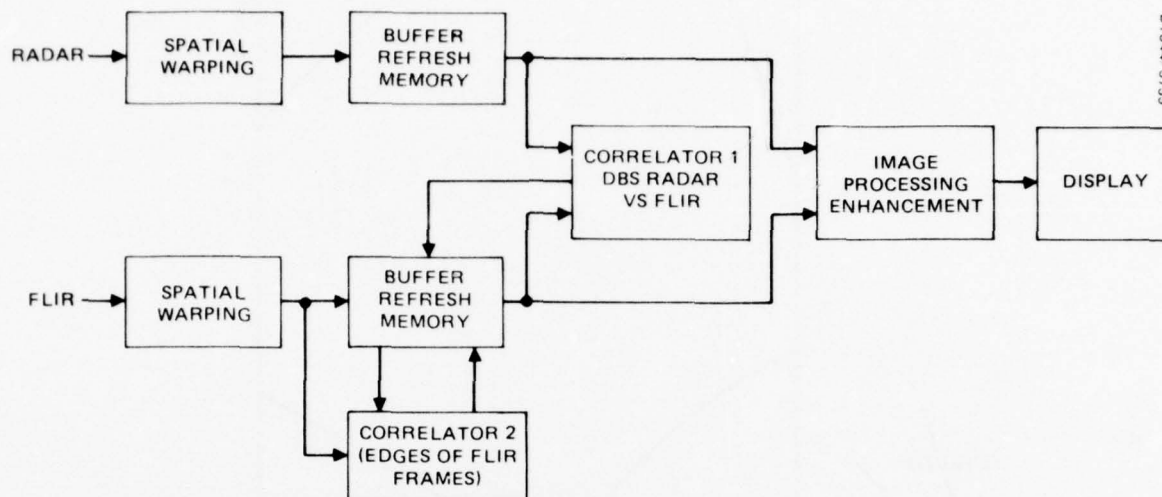 RADAR
SPATIAL
WARPING
BUFFER
REFRESH
MEMORY
CORRELATOR 1
DBS RADAR
VS FLIR
IMAGE
PROCESSING
ENHANCEMENT
DISPLAY
FLIR
SPATIAL
WARPING
BUFFER
REFRESH
MEMORY
CORRELATOR 2
(EDGES OF FLIR
FRAMES)